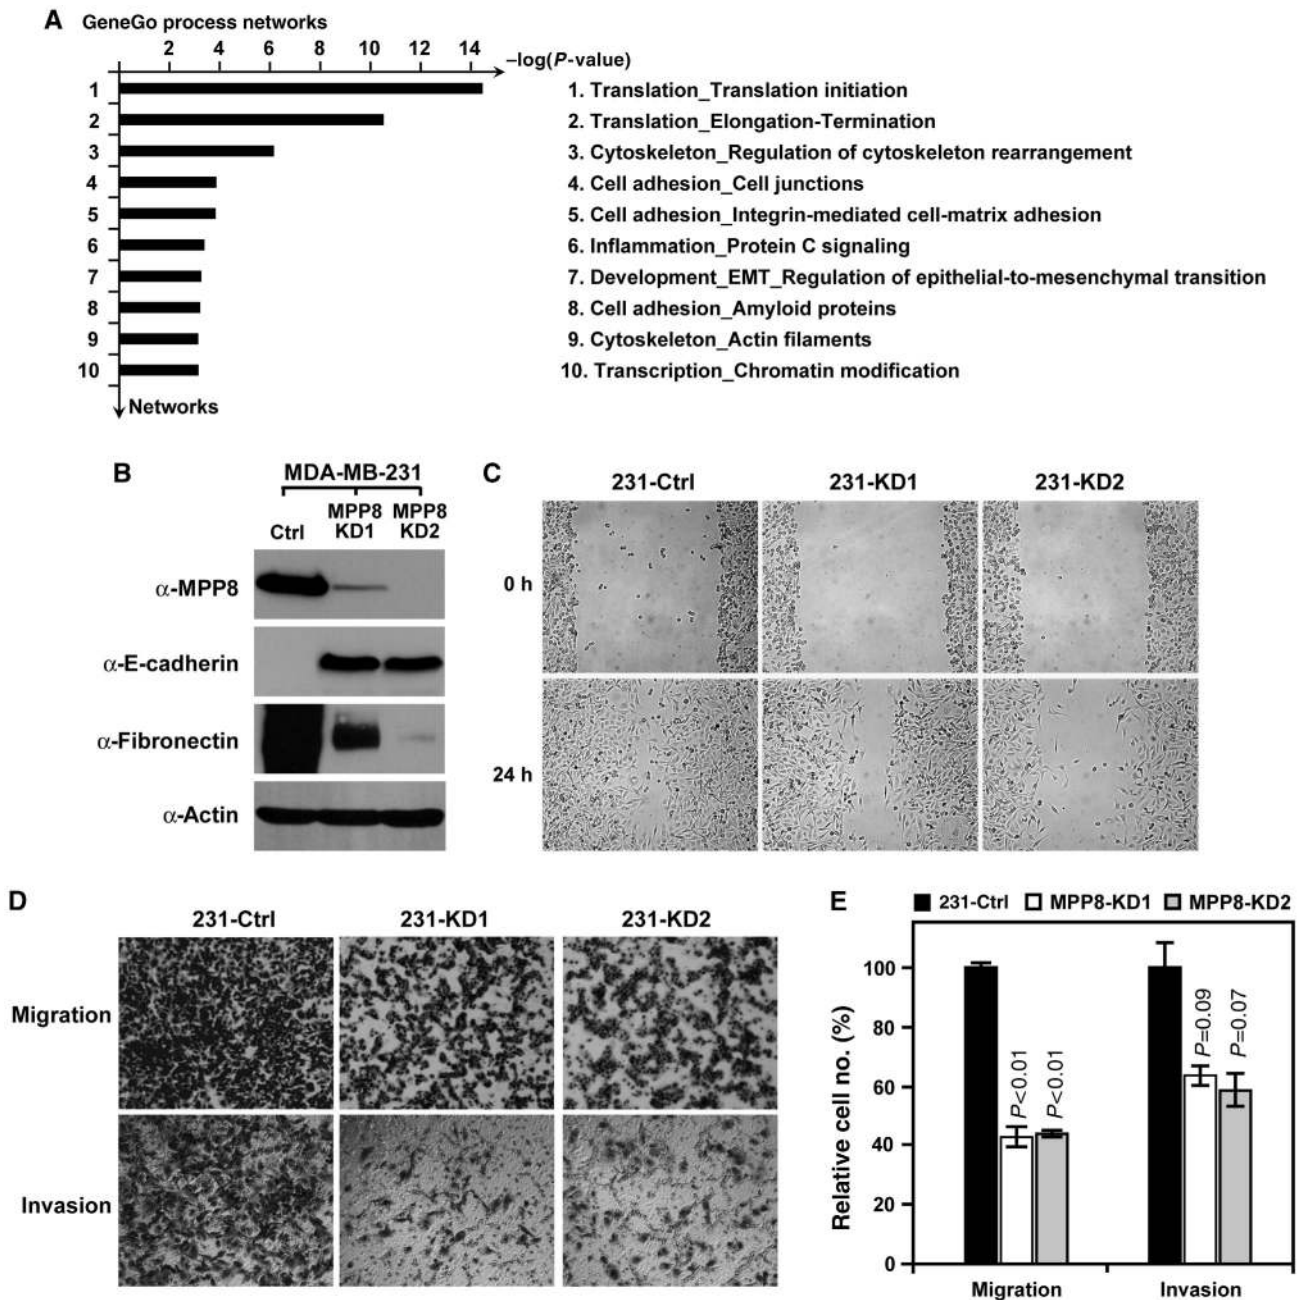 A GeneGo process networks
2 4 6 8 10 12 14
–log(P-value)
1 1. Translation_Translation initiation
2 2. Translation_Elongation-Termination
3 3. Cytoskeleton_Regulation of cytoskeleton rearrangement
4 4. Cell adhesion_Cell junctions
5 5. Cell adhesion_Integrin-mediated cell-matrix adhesion
6 6. Inflammation_Protein C signaling
7 7. Development_EMT_Regulation of epithelial-to-mesenchymal transition
8 8. Cell adhesion_Amyloid proteins
9 9. Cytoskeleton_Actin filaments
10 10. Transcription_Chromatin modification
Networks
B
MDA-MB-231
Ctrl MPP8 KD1 MPP8 KD2
α-MPP8
α-E-cadherin
α-Fibronectin
α-Actin
C
231-Ctrl 231-KD1 231-KD2
0 h
24 h
D
231-Ctrl 231-KD1 231-KD2
Migration
Invasion
E
231-Ctrl MPP8-KD1 MPP8-KD2
Relative cell no. (%)
100
80
60
40
20
0
P<0.01
P<0.01
P=0.09
P=0.07
Migration Invasion